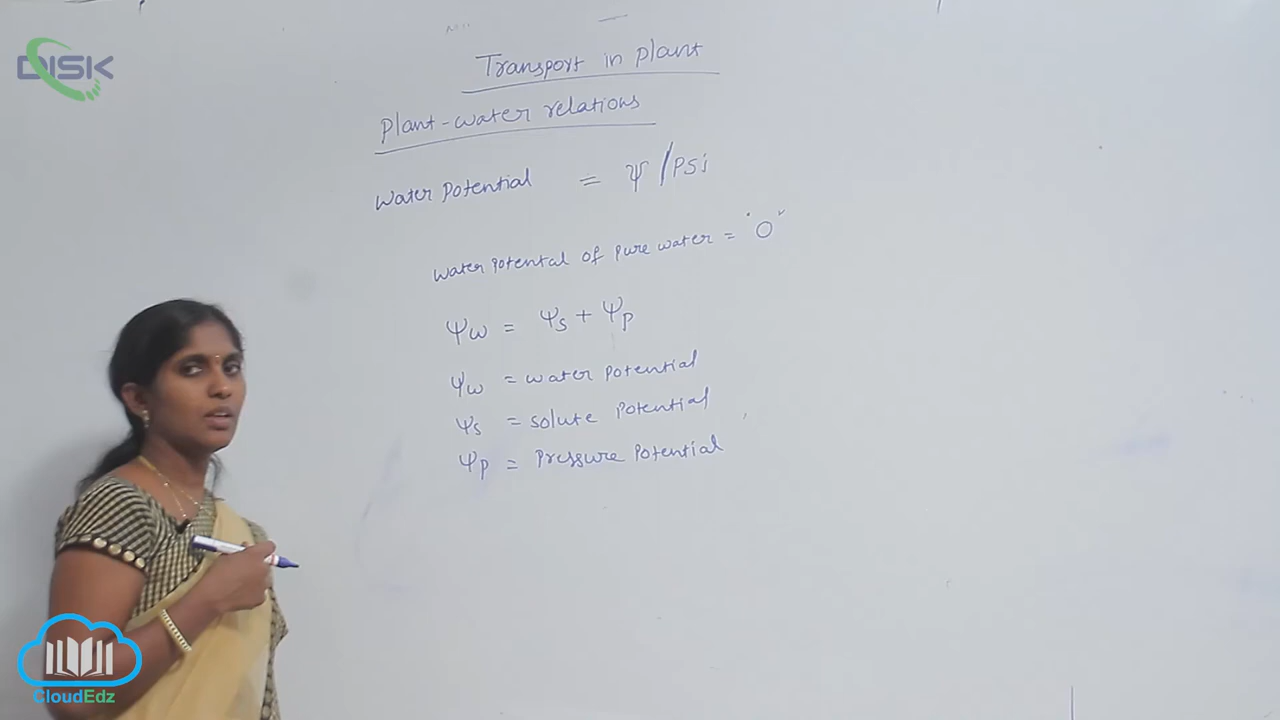 DISK
Transport in plant
Plant-water relations
Water potential = Ψ / PSi
Water potental of pure water = "0"
Ψw = Ψs + Ψp
Ψw = water potential
Ψs = solute potential
Ψp = Pressure potential
CloudEdz